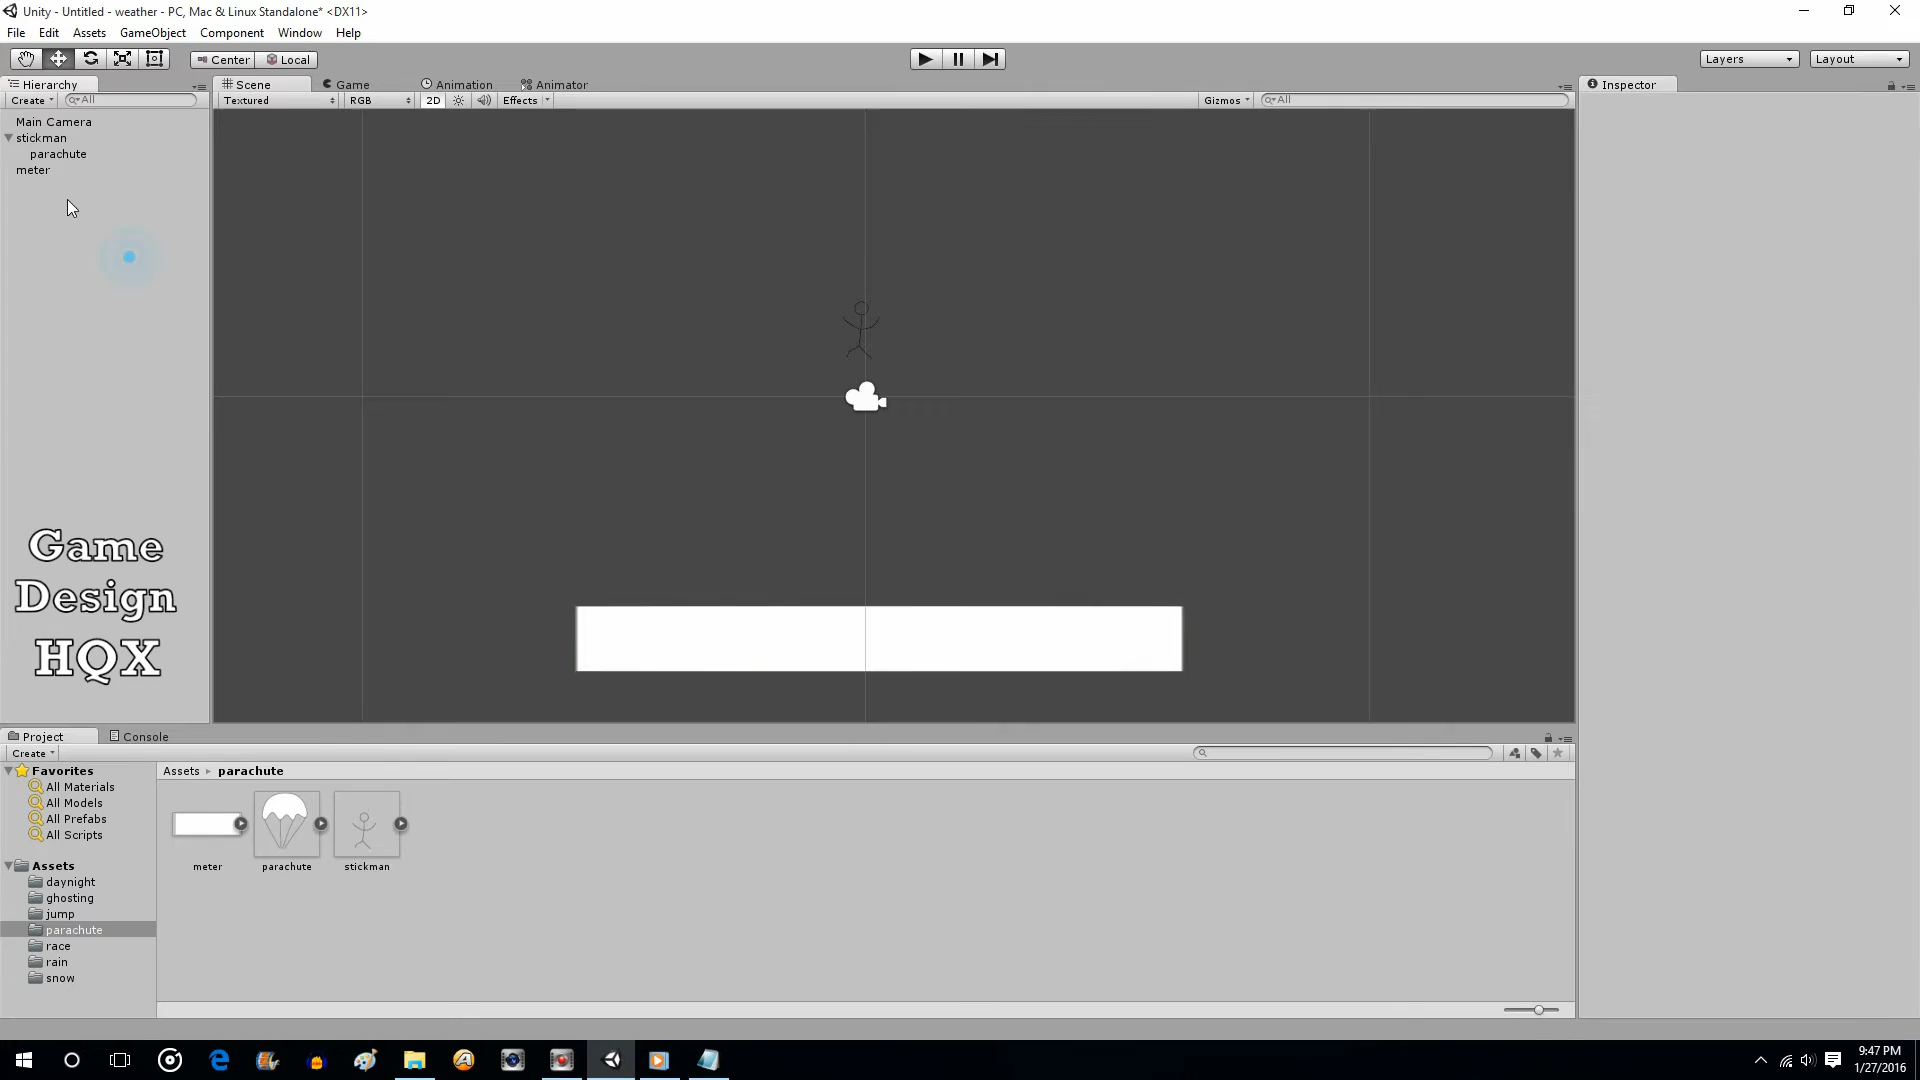 Unity - Untitled - weather - PC, Mac & Linux Standalone* <DX11>
File Edit Assets GameObject Component Window Help
Center Local Layers Layout
Hierarchy Scene Game Animation Animator Inspector
Create All Textured RGB 2D Effects Gizmos All
Main Camera
stickman
parachute
meter
Game
Design
HQX
Project Console
Create
Favorites Assets parachute
All Materials
All Models
All Prefabs
All Scripts
meter parachute stickman
Assets
daynight
ghosting
jump
parachute
race
rain
snow
9:47 PM
1/27/2016